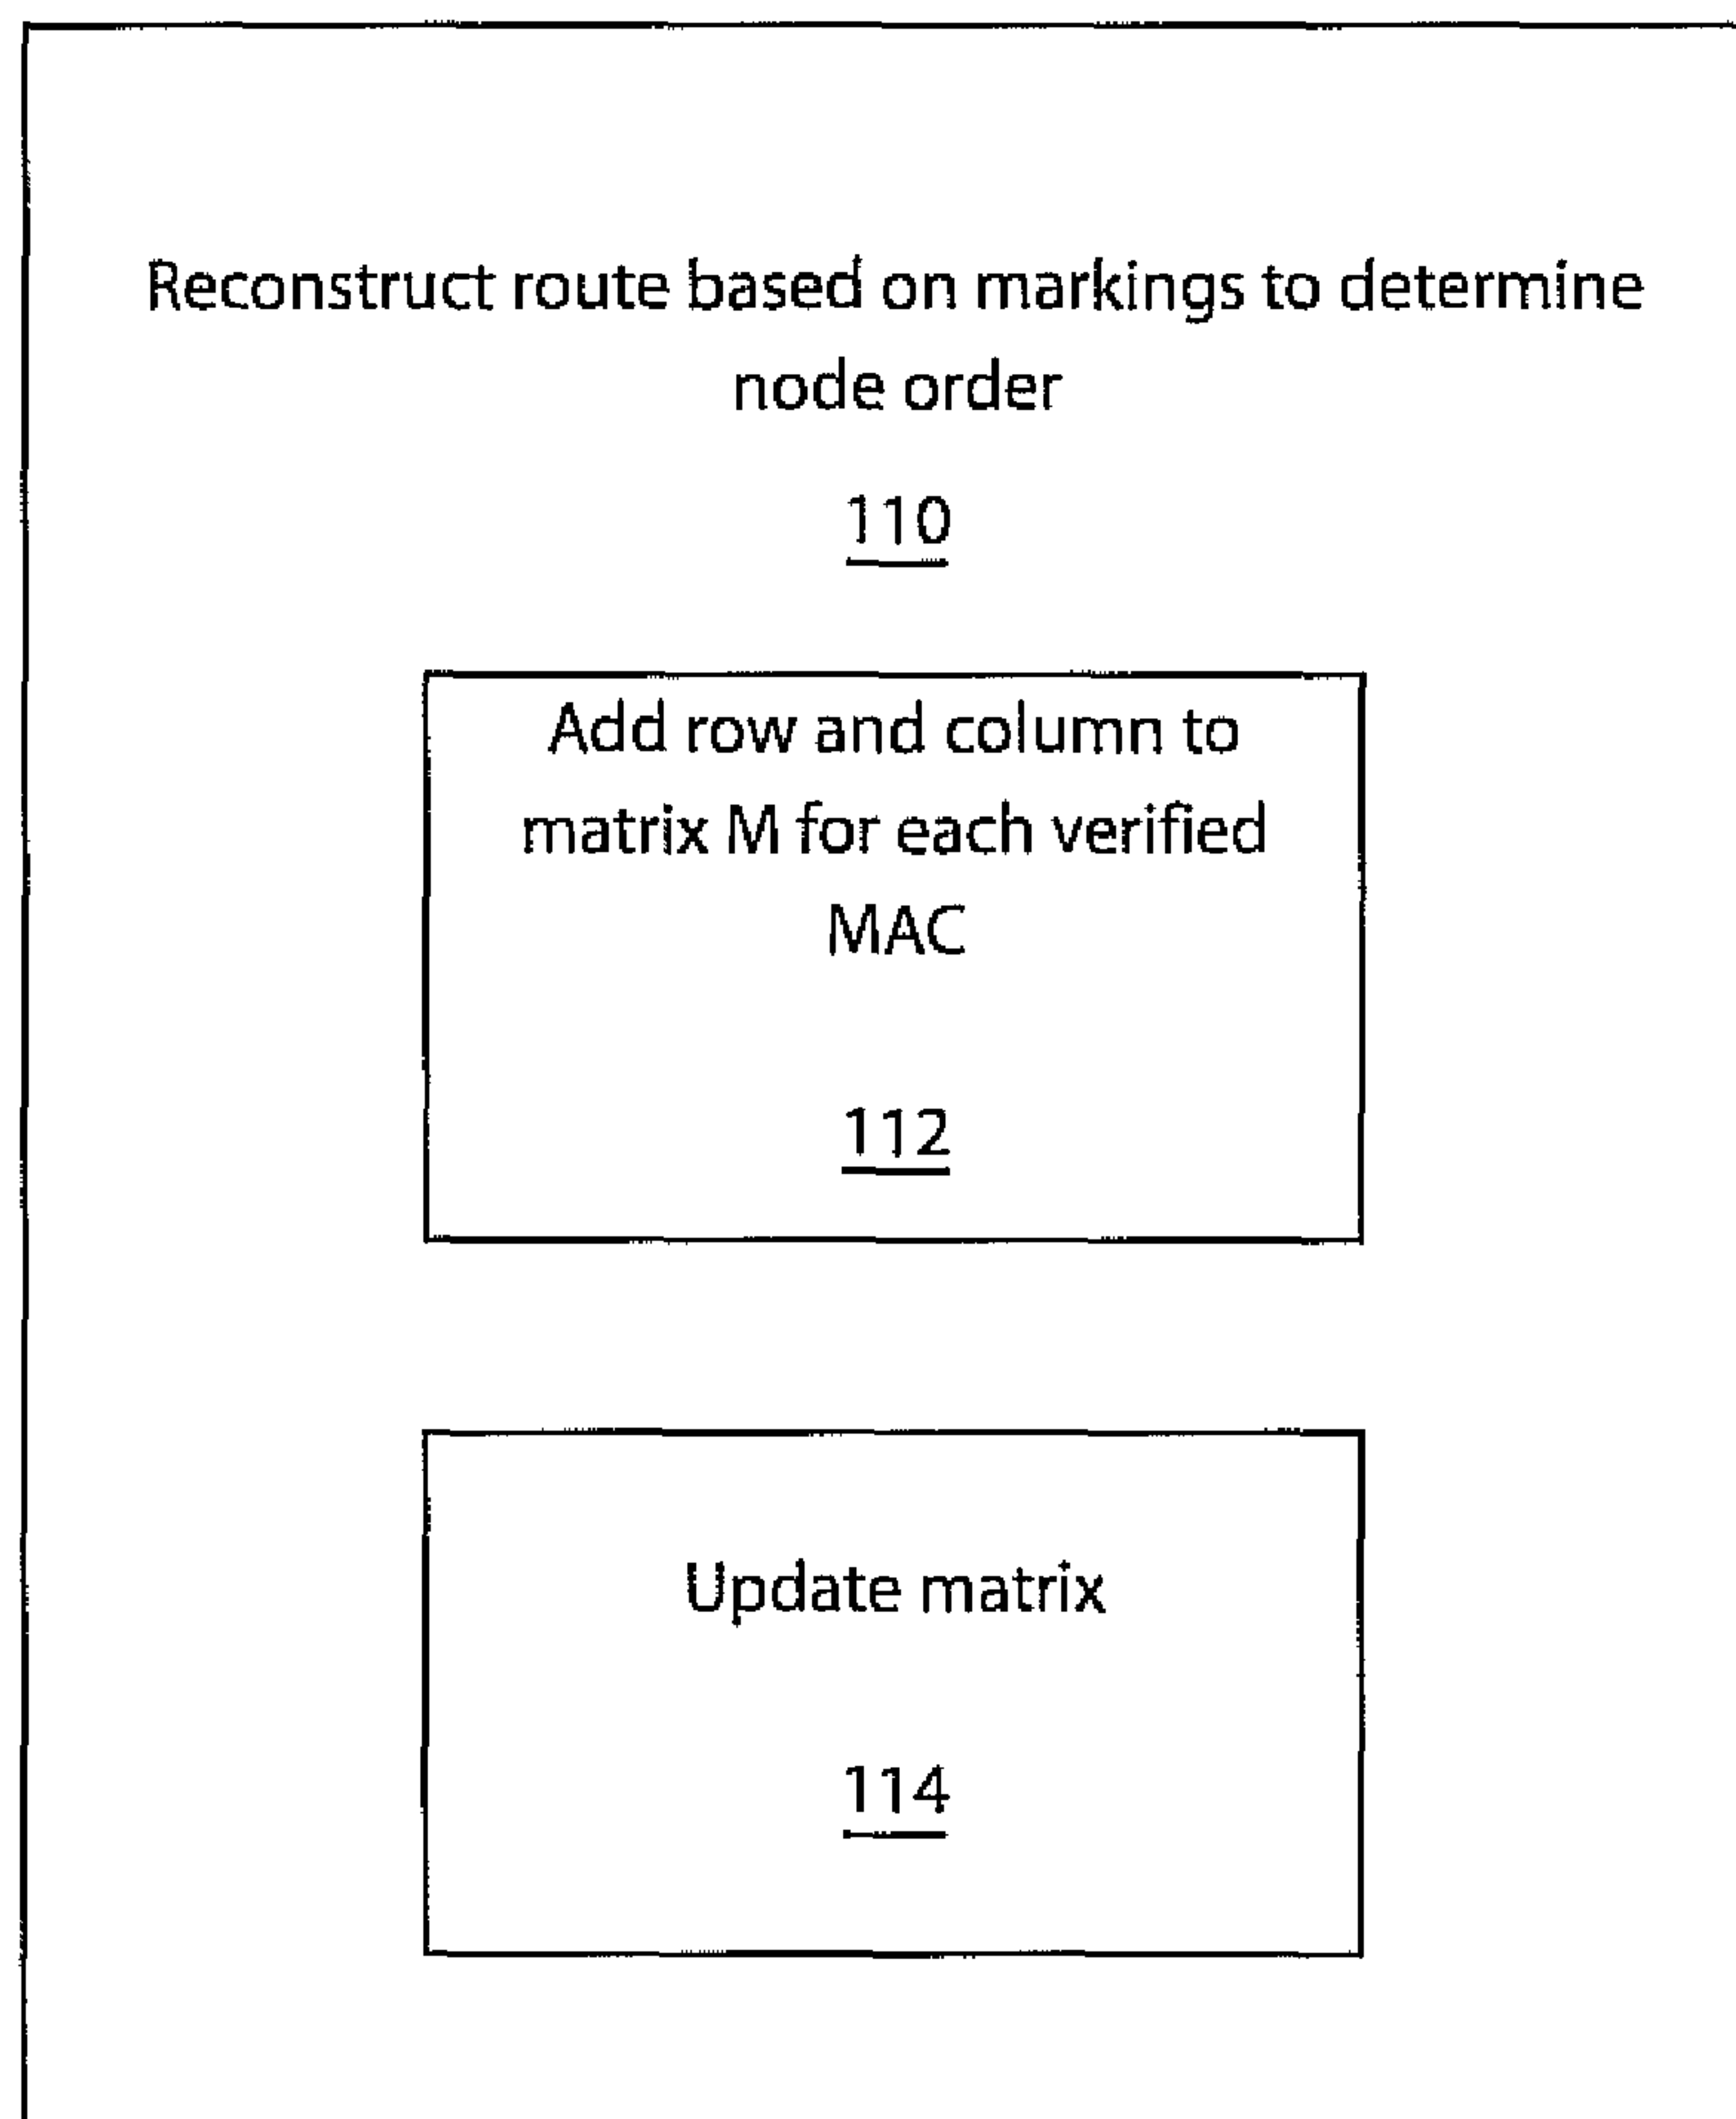 Reconstruct route based on markings to determine
node order
110
Add row and column to
matrix M for each verified
MAC
112
Update matrix
114